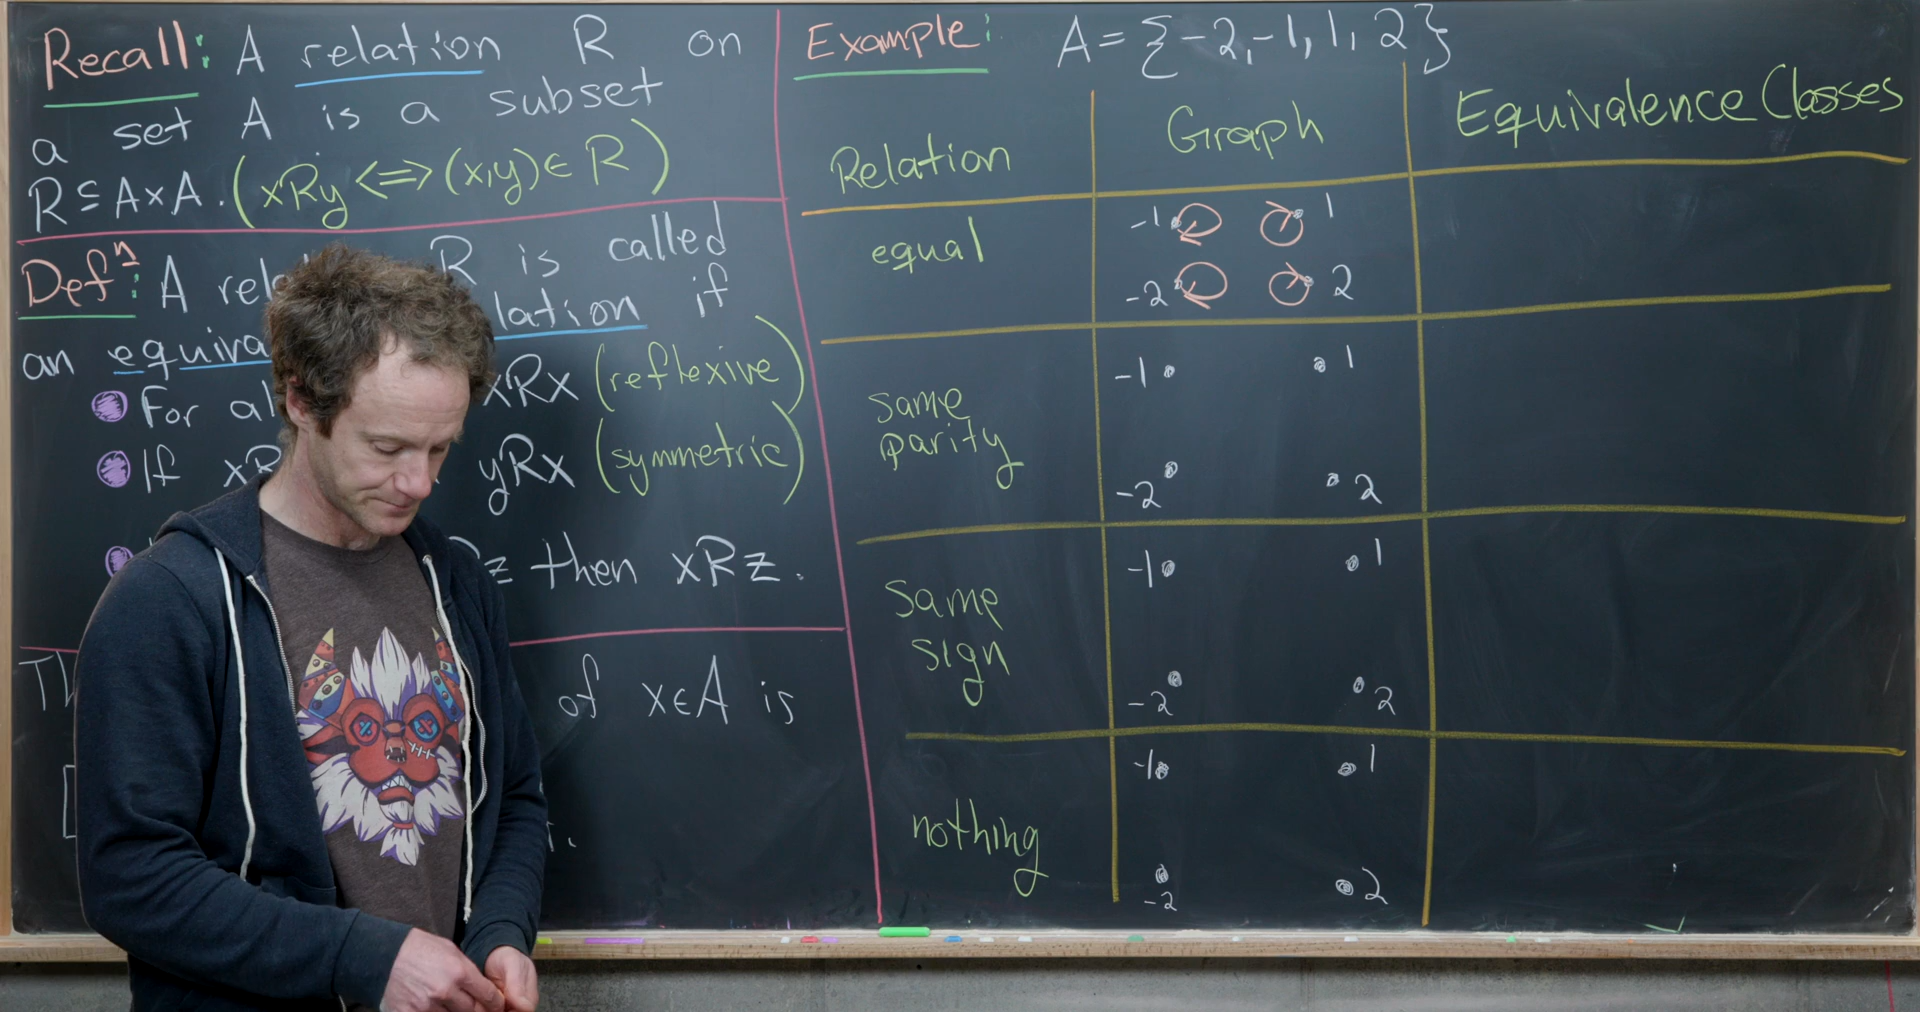 Recall: A relation R on
a set A is a subset
R ⊆ A×A. (xRy <=> (x,y) ∈ R)
Defⁿ: A rel R is called
an equiva lation if
For al xRx (reflexive)
If xR yRx (symmetric)
Rz then xRz.
Th of x∈A is
Example: A = {-2,-1,1,2}
Relation Graph Equivalence Classes
equal -1 1
-2 2
same parity -1 1
-2 2
same sign -1 1
-2 2
nothing -1 1
-2 2